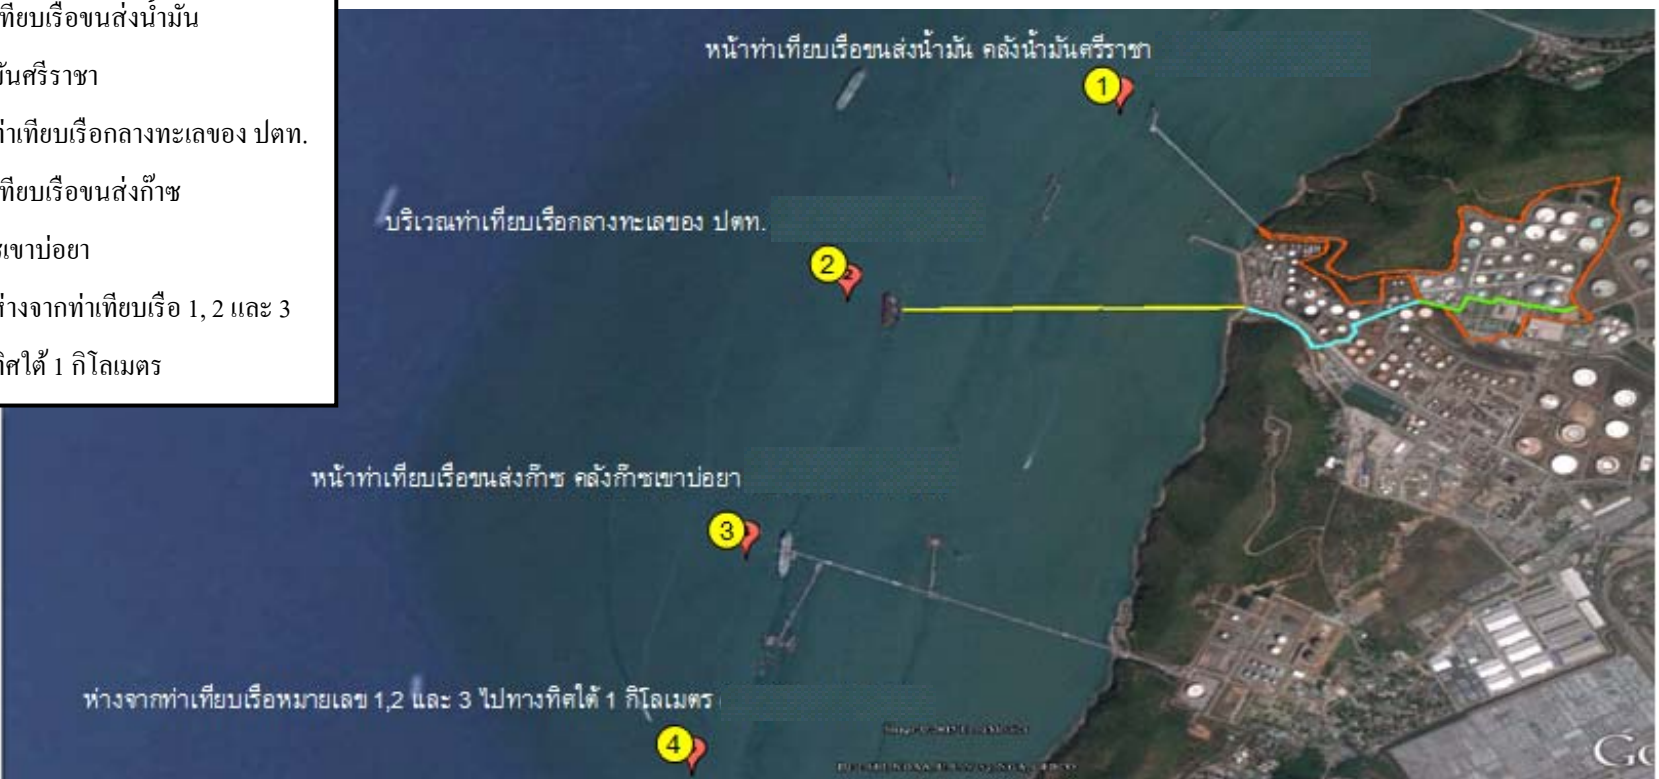 ทียบเรือขนส่งน้ำมัน
มันศรีราชา
ท่าเทียบเรือกลางทะเลของ ปตท.
ทียบเรือขนส่งก๊าซ
ซเขาบ่อยา
ห่างจากท่าเทียบเรือ 1, 2 และ 3
ทิศใต้ 1 กิโลเมตร
หน้าท่าเทียบเรือขนส่งน้ำมัน คลังน้ำมันศรีราชา
1
บริเวณท่าเทียบเรือกลางทะเลของ ปตท.
2
หน้าท่าเทียบเรือขนส่งก๊าซ คลังก๊าซเขาบ่อยา
3
ห่างจากท่าเทียบเรือหมายเลข 1,2 และ 3 ไปทางทิศใต้ 1 กิโลเมตร
4
Go